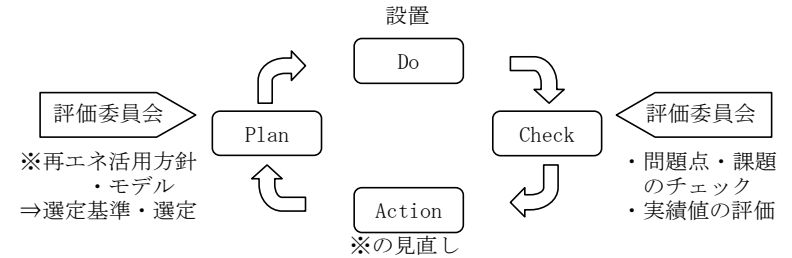 設置
Do
評価委員会
評価委員会
Plan
Check
※再エネ活用方針
・モデル
⇒選定基準・選定
・問題点・課題
のチェック
・実績値の評価
Action
※の見直し